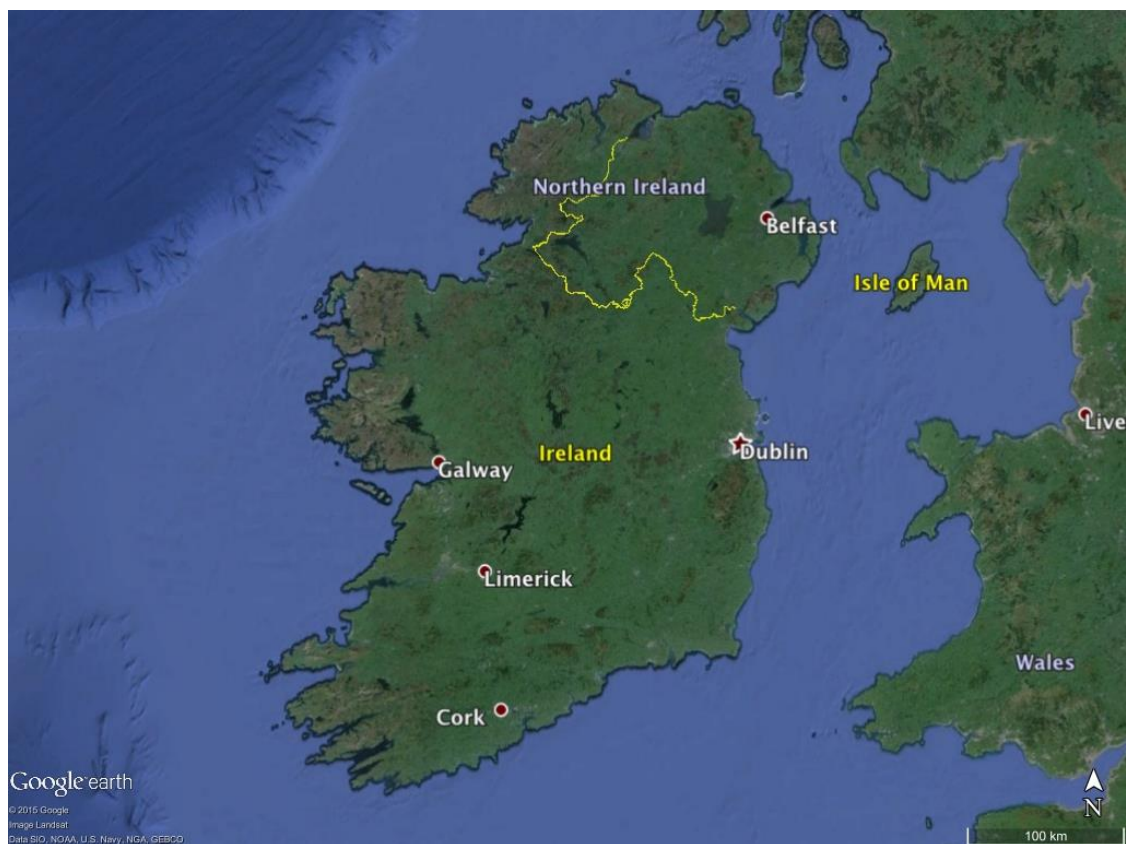 Northern Ireland
Belfast
Isle of Man
Live
Ireland
Dublin
Galway
Limerick
Wales
Cork
Google earth
© 2015 Google
Image Landsat
Data SIO, NOAA, U.S. Navy, NGA, GEBCO
N
100 km